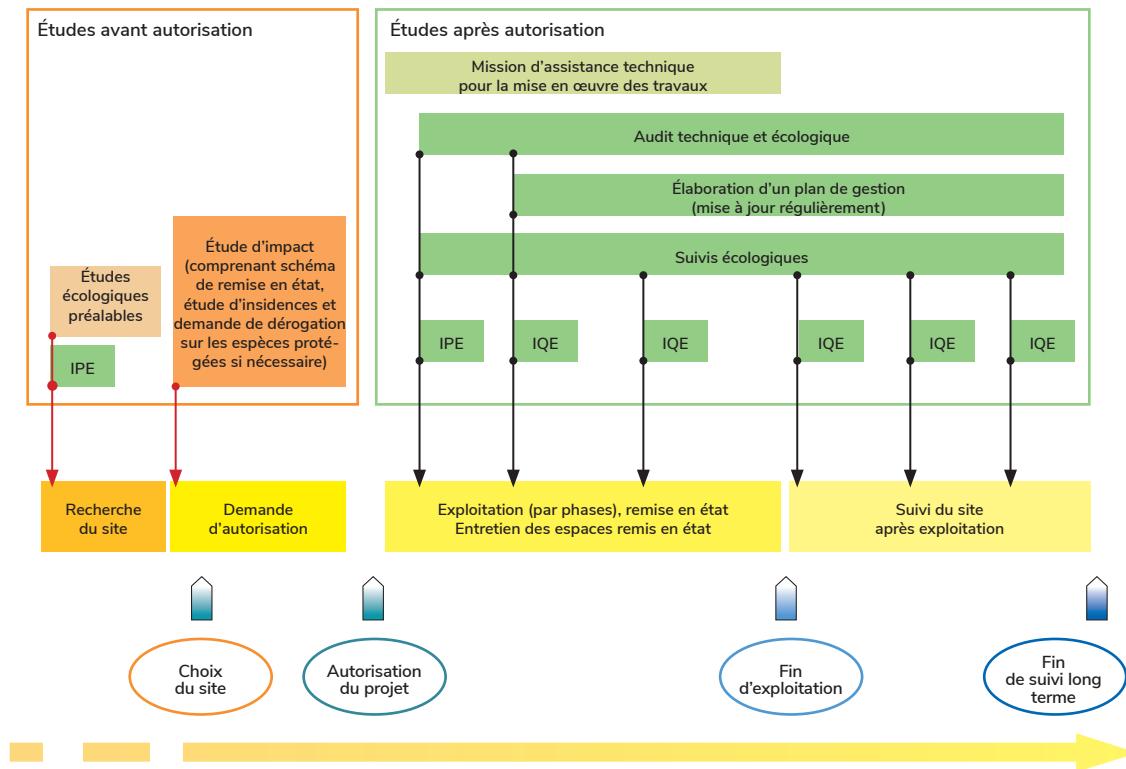 Études avant autorisation
Études
écologiques
préalables
IPE
Étude d'impact
(comprenant schéma
de remise en état,
étude d'insidences et
demande de dérogation
sur les espèces proté-
gées si nécessaire)
Études après autorisation
Mission d'assistance technique
pour la mise en œuvre des travaux
Audit technique et écologique
Élaboration d'un plan de gestion
(mise à jour régulièrement)
Suivis écologiques
IPE
IQE
IQE
IQE
IQE
IQE
Recherche
du site
Demande
d'autorisation
Exploitation (par phases), remise en état
Entretien des espaces remis en état
Suivi du site
après exploitation
Choix
du site
Autorisation
du projet
Fin
d'exploitation
Fin
de suivi long
terme